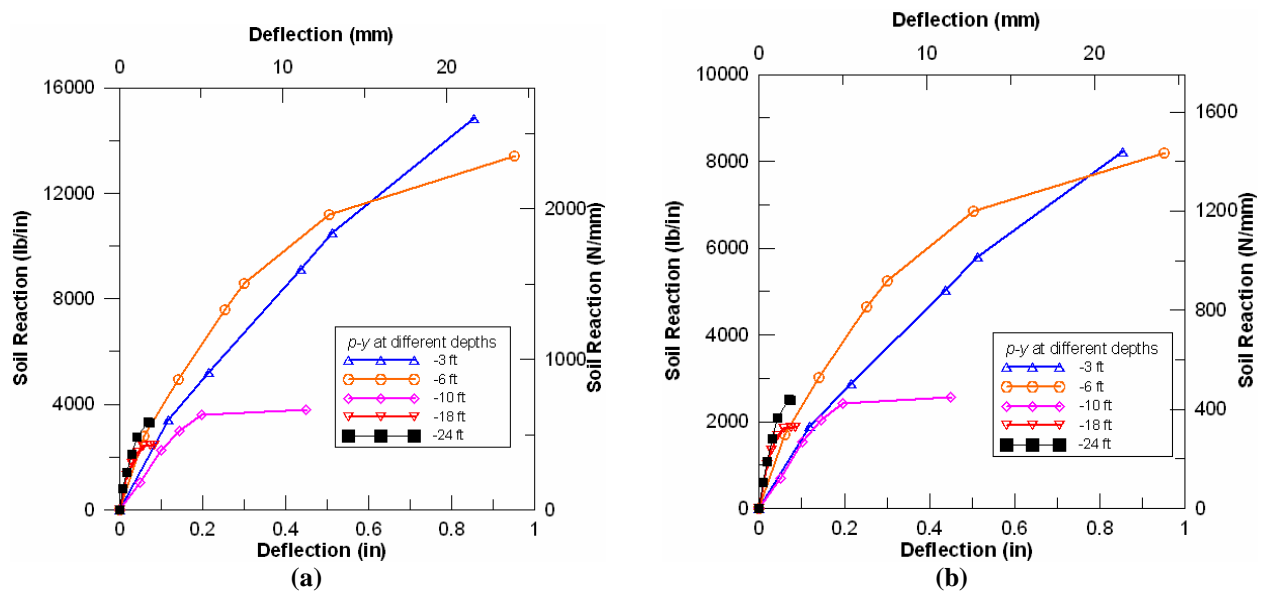 Deflection (mm)
0 10 20
16000
12000
8000
4000
0
Soil Reaction (lb/in)
2000
1000
0
Soil Reaction (N/mm)
p-y at different depths
-3 ft
-6 ft
-10 ft
-18 ft
-24 ft
0 0.2 0.4 0.6 0.8 1
Deflection (in)
(a)
Deflection (mm)
0 10 20
10000
8000
6000
4000
2000
0
Soil Reaction (lb/in)
1600
1200
800
400
0
Soil Reaction (N/mm)
p-y at different depths
-3 ft
-6 ft
-10 ft
-18 ft
-24 ft
0 0.2 0.4 0.6 0.8 1
Deflection (in)
(b)